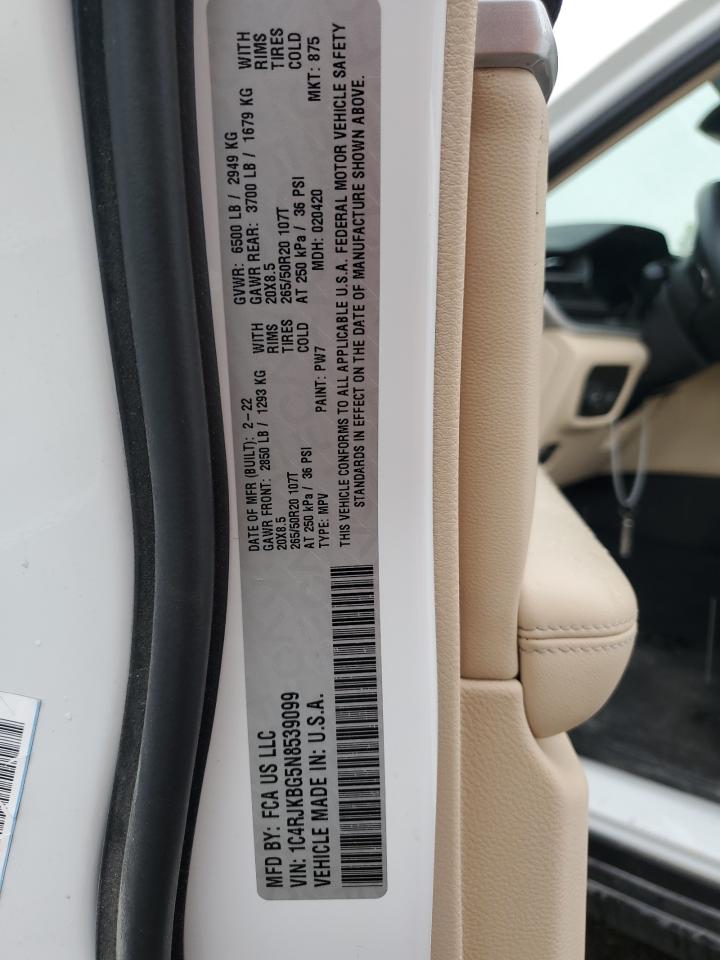 MFD BY: FCA US LLC
VIN: 1C4RJKBG5N8539099
VEHICLE MADE IN: U.S.A.
DATE OF MFR (BUILT): 2-22 GVWR: 6500 LB / 2949 KG
GAWR FRONT: 2850 LB / 1293 KG WITH GAWR REAR: 3700 LB / 1679 KG WITH
20X8.5 RIMS 20X8.5 RIMS
265/50R20 107T TIRES 265/50R20 107T TIRES
AT 250 kPa / 36 PSI COLD AT 250 kPa / 36 PSI COLD
TYPE: MPV PAINT: PW7 MDH: 020420 MKT: 875
THIS VEHICLE CONFORMS TO ALL APPLICABLE U.S.A. FEDERAL MOTOR VEHICLE SAFETY
STANDARDS IN EFFECT ON THE DATE OF MANUFACTURE SHOWN ABOVE.